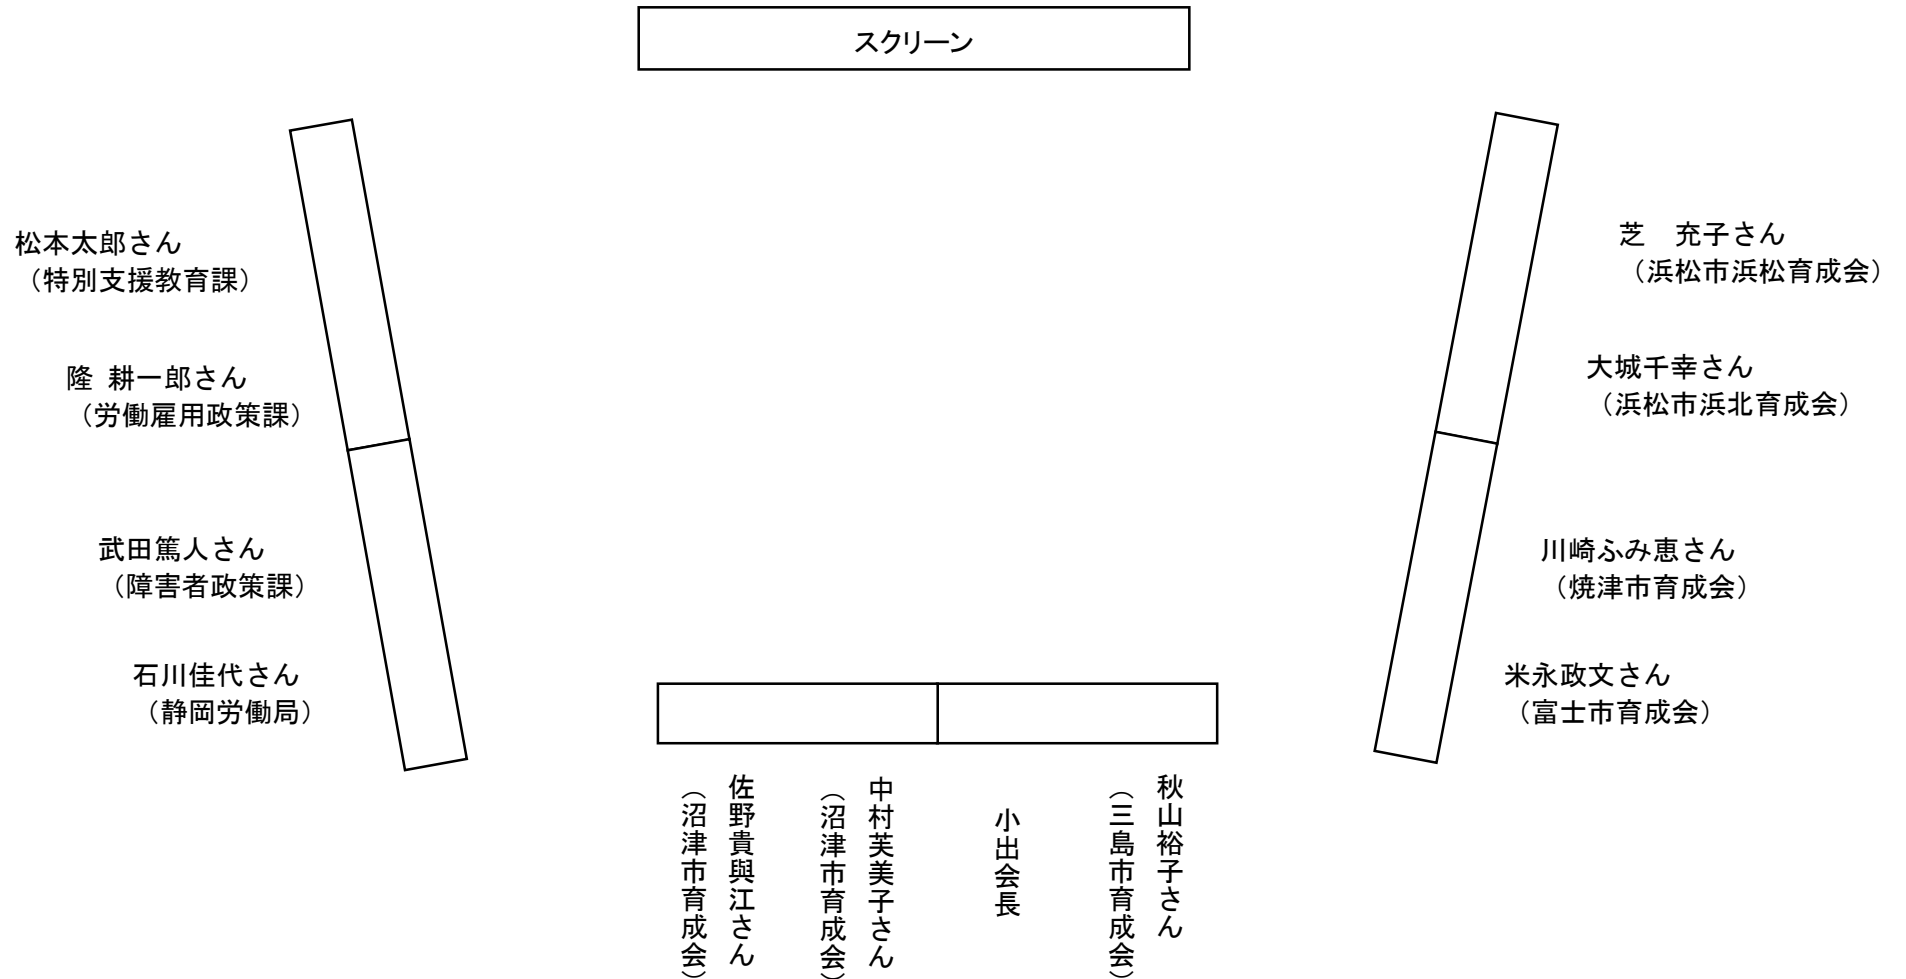 スクリーン
松本太郎さん
（特別支援教育課）
隆 耕一郎さん
（労働雇用政策課）
武田篤人さん
（障害者政策課）
石川佳代さん
（静岡労働局）
芝　充子さん
（浜松市浜松育成会）
大城千幸さん
（浜松市浜北育成会）
川崎ふみ恵さん
（焼津市育成会）
米永政文さん
（富士市育成会）
秋山裕子さん
（三島市育成会）
小出会長
中村芙美子さん
（沼津市育成会）
佐野貴與江さん
（沼津市育成会）